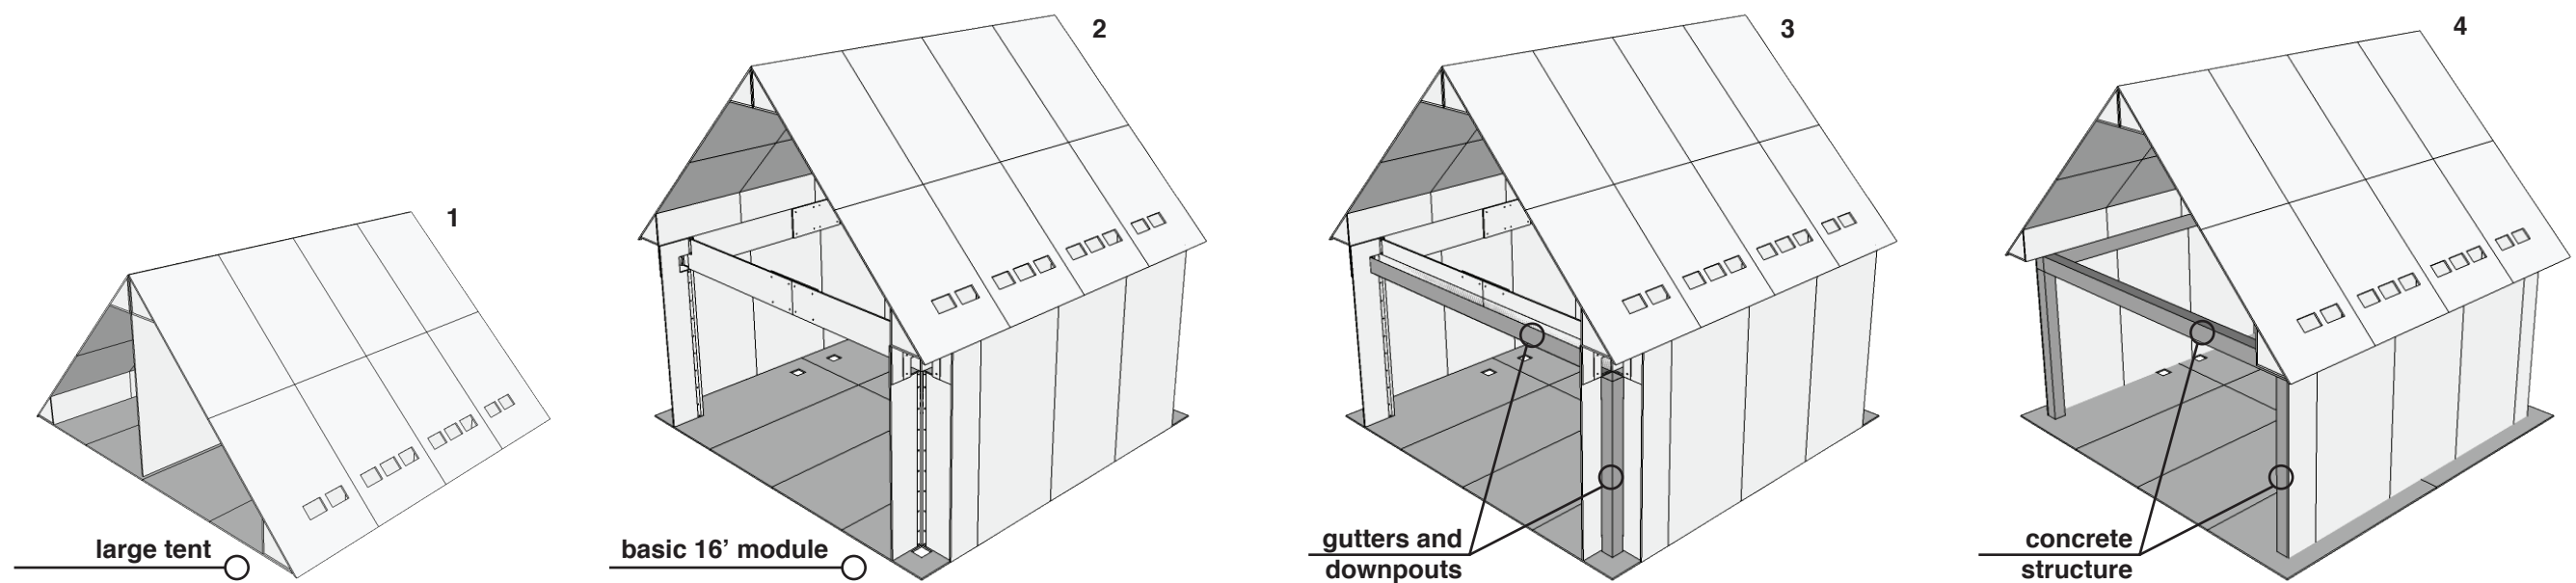 1
large tent
2
basic 16’ module
3
gutters and
downpouts
4
concrete
structure